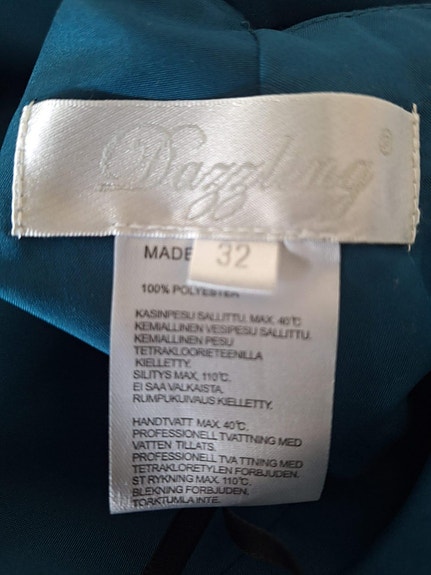 Dazzling ®
MADE
32
100% POLYESTER
KÄSINPESU SALLITTU. MAX. 40℃
KEMIALLINEN VESIPESU SALLITTU.
KEMIALLINEN PESU
TETRAKLOORIETEENILLA
KIELLETTY.
SILITYS MAX, 110℃.
EI SAA VALKAISTA.
RUMPUKUIVAUS KIELLETTY.
HANDTVATT MAX. 40℃.
PROFESSIONELL TVATTNING MED
VATTEN TILLATS.
PROFESSIONELL TVA TTNING MED
TETRAKLORETYLEN FORBJUDEN.
ST RYKNING MAX. 110℃.
BLEKNING FORBJUDEN.
TORKTUMLA INTE.